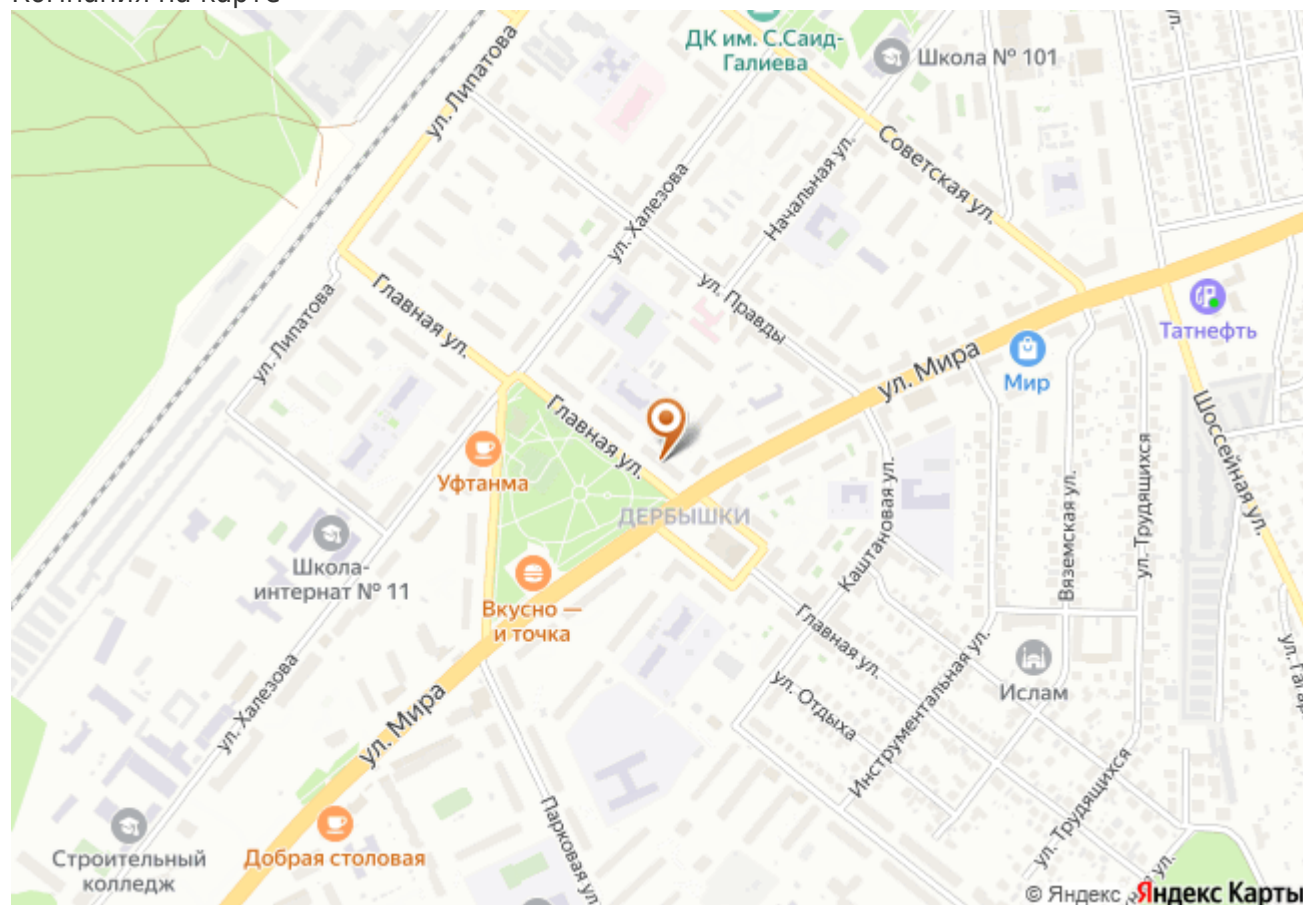 ДК им. С.Саид-
Галиева
Школа № 101
ул. Липатова
Советская ул.
Начальная ул.
ул. Халезова
ул. Правды
Главная ул.
ул. Липатова
ул. Мира
Татнефть
Мир
Главная ул.
Шоссейная ул.
Уфтанма
ДЕРБЫШКИ
Каштановая ул.
Вяземская ул.
ул. Трудящихся
Школа-
интернат № 11
Вкусно —
и точка
Главная ул.
Ислам
ул. Халезова
ул. Мира
ул. Отдыха
Инструментальная ул.
ул. Трудящихся
Парковая ул.
Строительный
колледж
Добрая столовая
© Яндекс Яндекс Карты